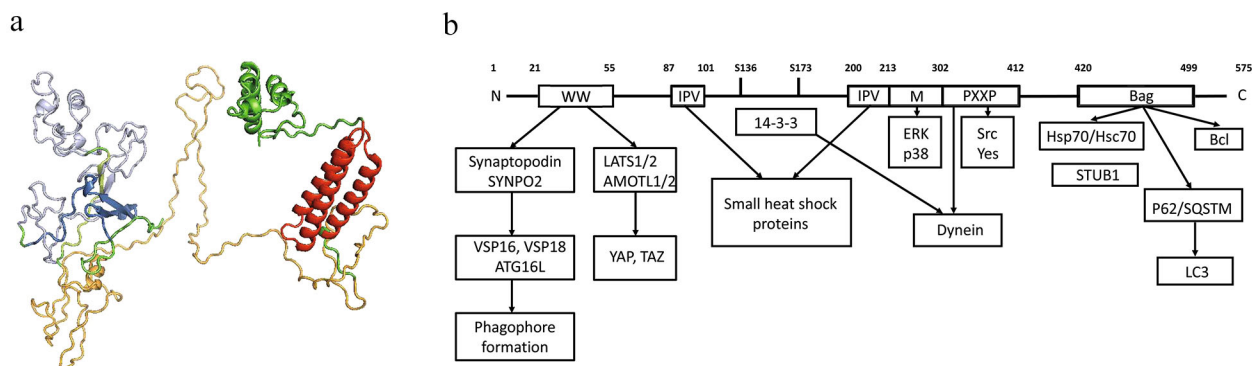 a
b
1 21 55 87 101 S136 S173 200 213 302 412 420 499 575
N WW IPV IPV M PXXP Bag C
14-3-3
ERK
p38
Src
Yes
Hsp70/Hsc70
Bcl
Synaptopodin
SYNPO2
LATS1/2
AMOTL1/2
STUB1
Small heat shock
proteins
P62/SQSTM
Dynein
VSP16, VSP18
ATG16L
YAP, TAZ
LC3
Phagophore
formation